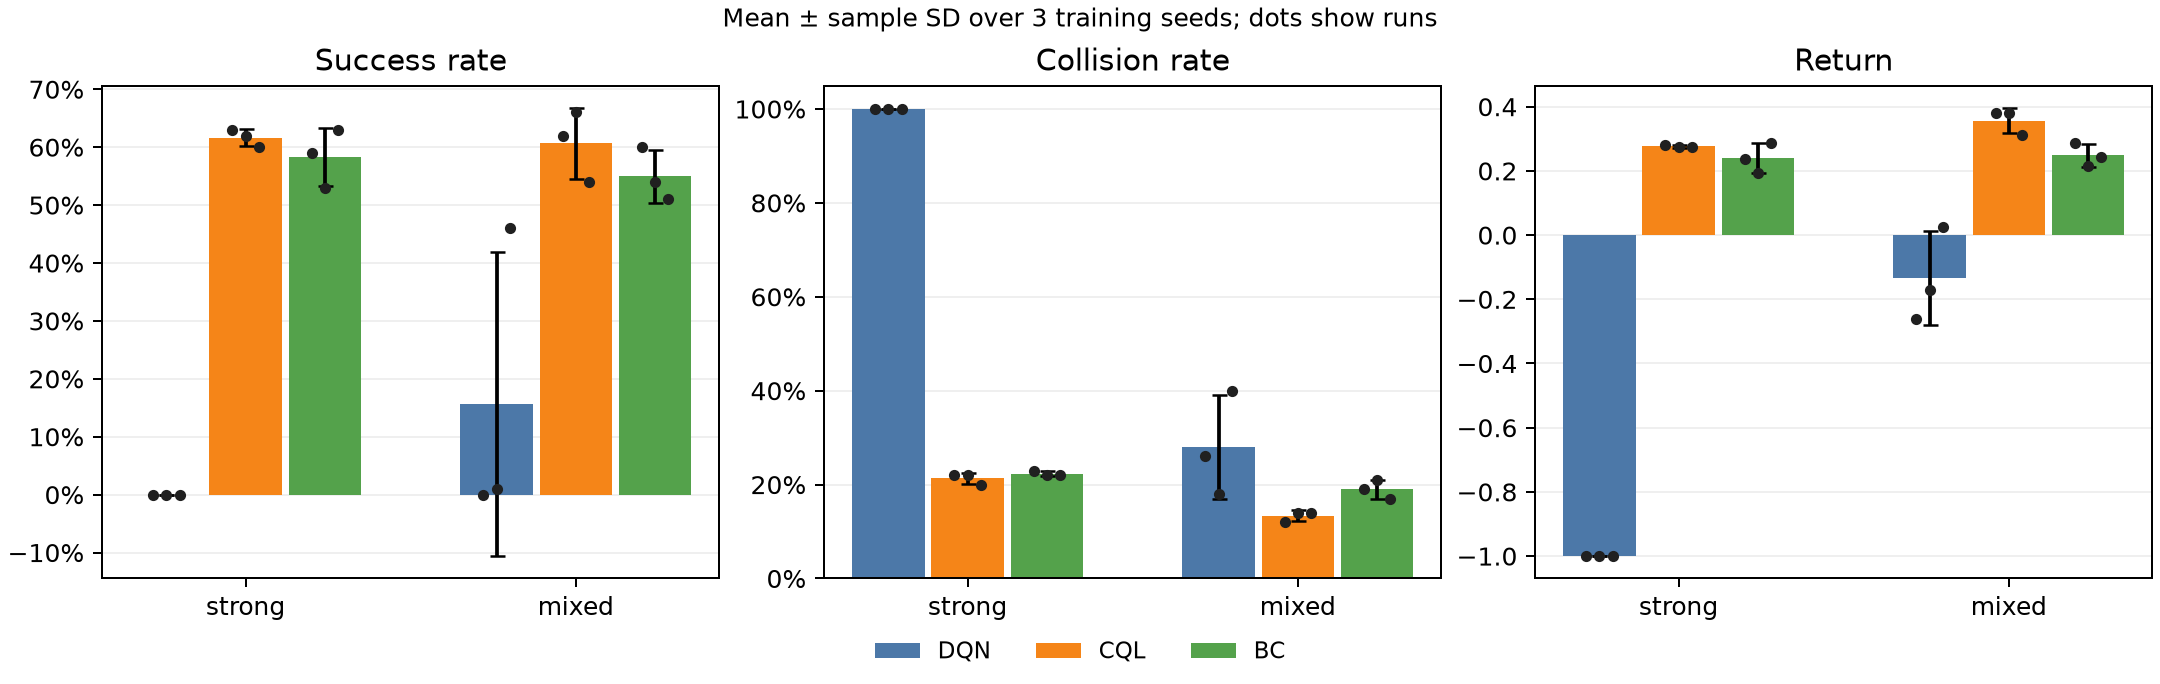 Mean ± sample SD over 3 training seeds; dots show runs
Success rate
70%
60%
50%
40%
30%
20%
10%
0%
−10%
strong
mixed
Collision rate
100%
80%
60%
40%
20%
0%
strong
mixed
Return
0.4
0.2
0.0
−0.2
−0.4
−0.6
−0.8
−1.0
strong
mixed
DQN
CQL
BC